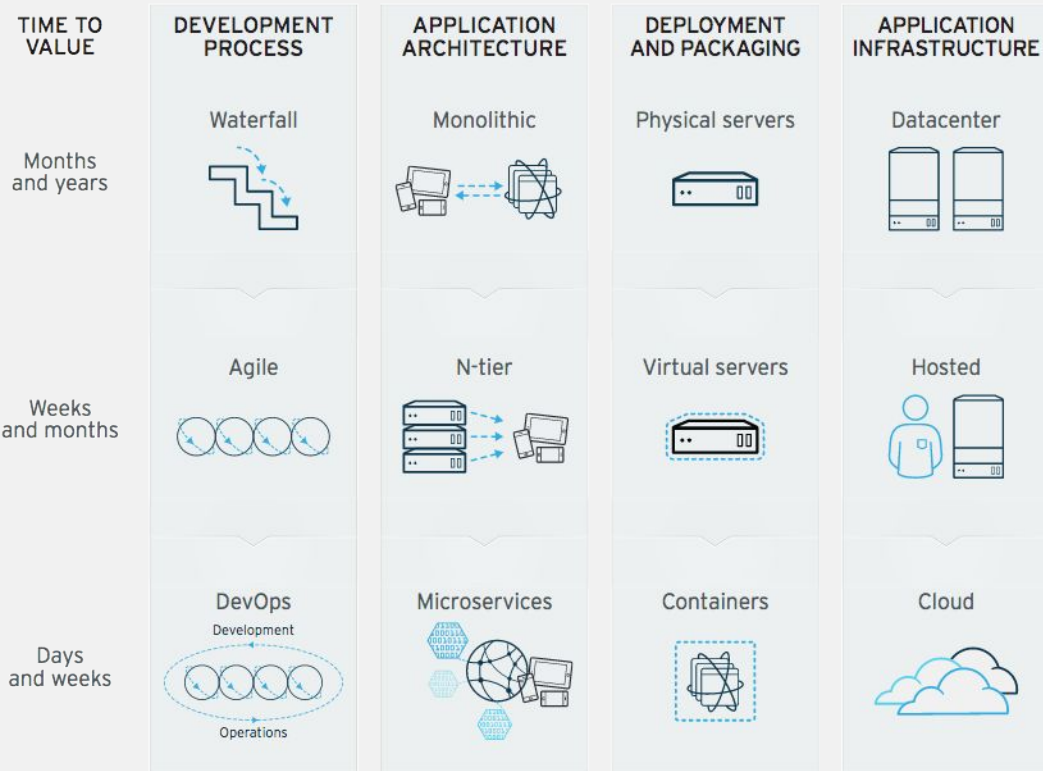 TIME TO
VALUE
DEVELOPMENT
PROCESS
APPLICATION
ARCHITECTURE
DEPLOYMENT
AND PACKAGING
APPLICATION
INFRASTRUCTURE
Months
and years
Waterfall
Monolithic
Physical servers
Datacenter
Weeks
and months
Agile
N-tier
Virtual servers
Hosted
Days
and weeks
DevOps
Development
Operations
Microservices
Containers
Cloud